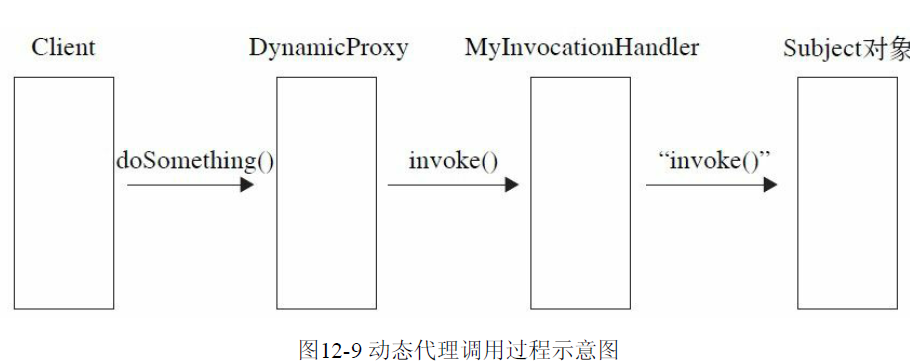 Client DynamicProxy MyInvocationHandler Subject对象
doSomething() invoke() “invoke()”
图12-9 动态代理调用过程示意图